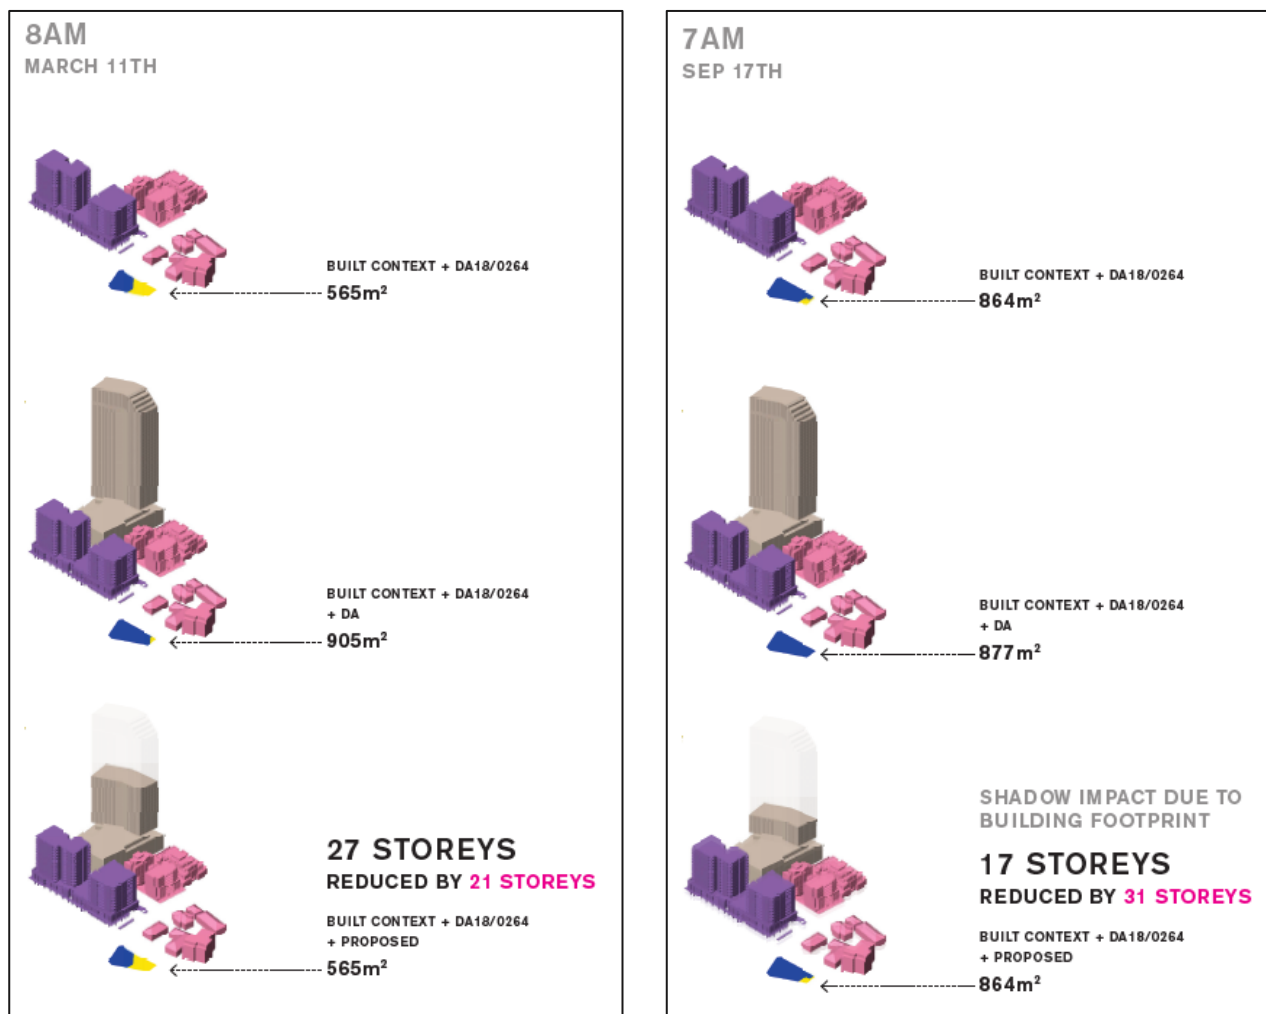 8AM
MARCH 11TH
BUILT CONTEXT + DA18/0264
565m²
BUILT CONTEXT + DA18/0264
+ DA
905m²
27 STOREYS
REDUCED BY 21 STOREYS
BUILT CONTEXT + DA18/0264
+ PROPOSED
565m²
7AM
SEP 17TH
BUILT CONTEXT + DA18/0264
864m²
BUILT CONTEXT + DA18/0264
+ DA
877m²
SHADOW IMPACT DUE TO
BUILDING FOOTPRINT
17 STOREYS
REDUCED BY 31 STOREYS
BUILT CONTEXT + DA18/0264
+ PROPOSED
864m²